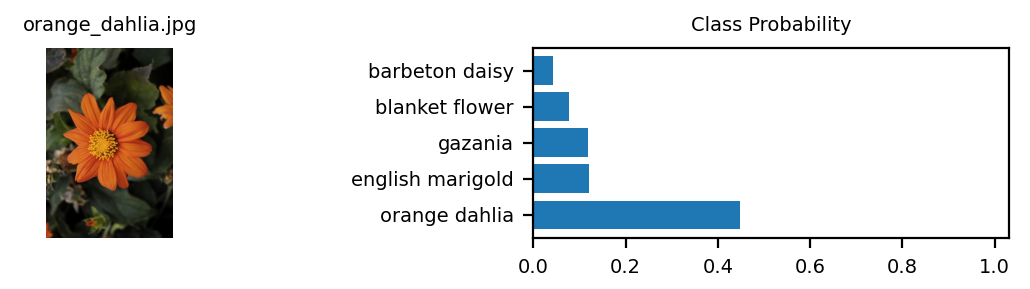 orange_dahlia.jpg
Class Probability
barbeton daisy
blanket flower
gazania
english marigold
orange dahlia
0.0 0.2 0.4 0.6 0.8 1.0